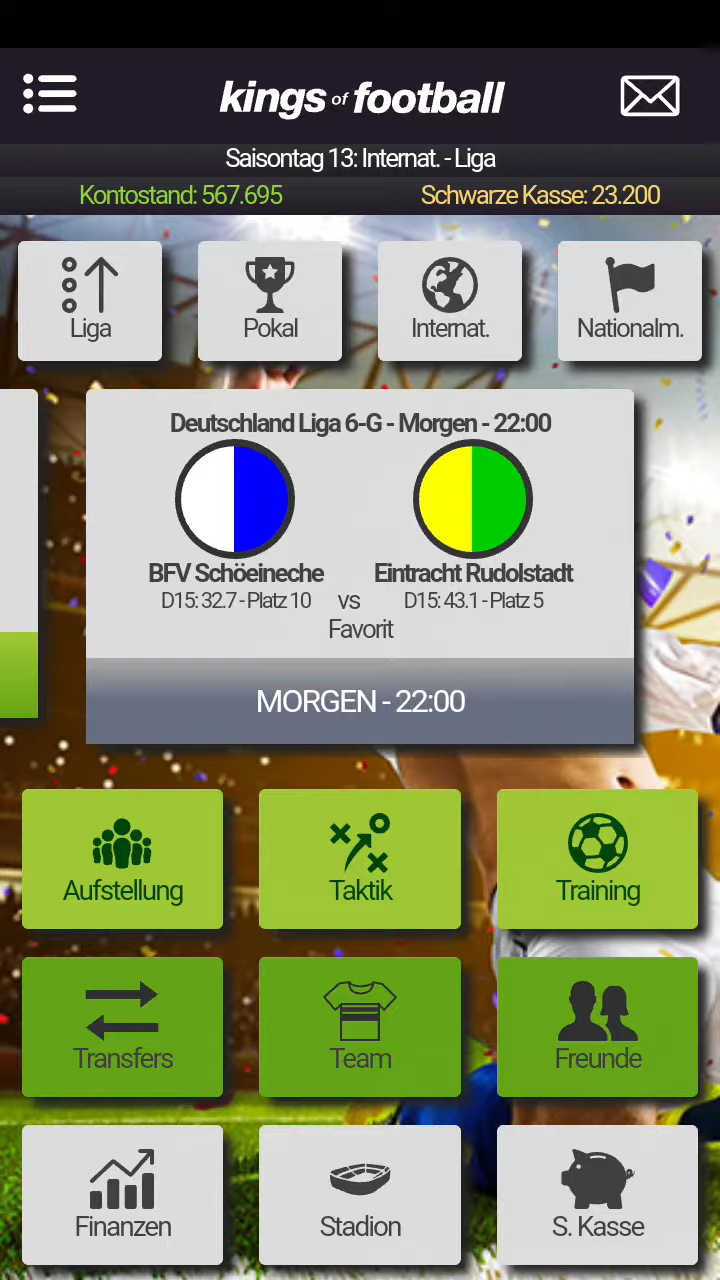 kings of football
Saisontag 13: Internat. - Liga
Kontostand: 567.695 Schwarze Kasse: 23.200
Liga Pokal Internat. Nationalm.
Deutschland Liga 6-G - Morgen - 22:00
BFV Schöeineche Eintracht Rudolstadt
D15: 32.7 - Platz 10 vs D15: 43.1 - Platz 5
Favorit
MORGEN - 22:00
Aufstellung Taktik Training
Transfers Team Freunde
Finanzen Stadion S. Kasse